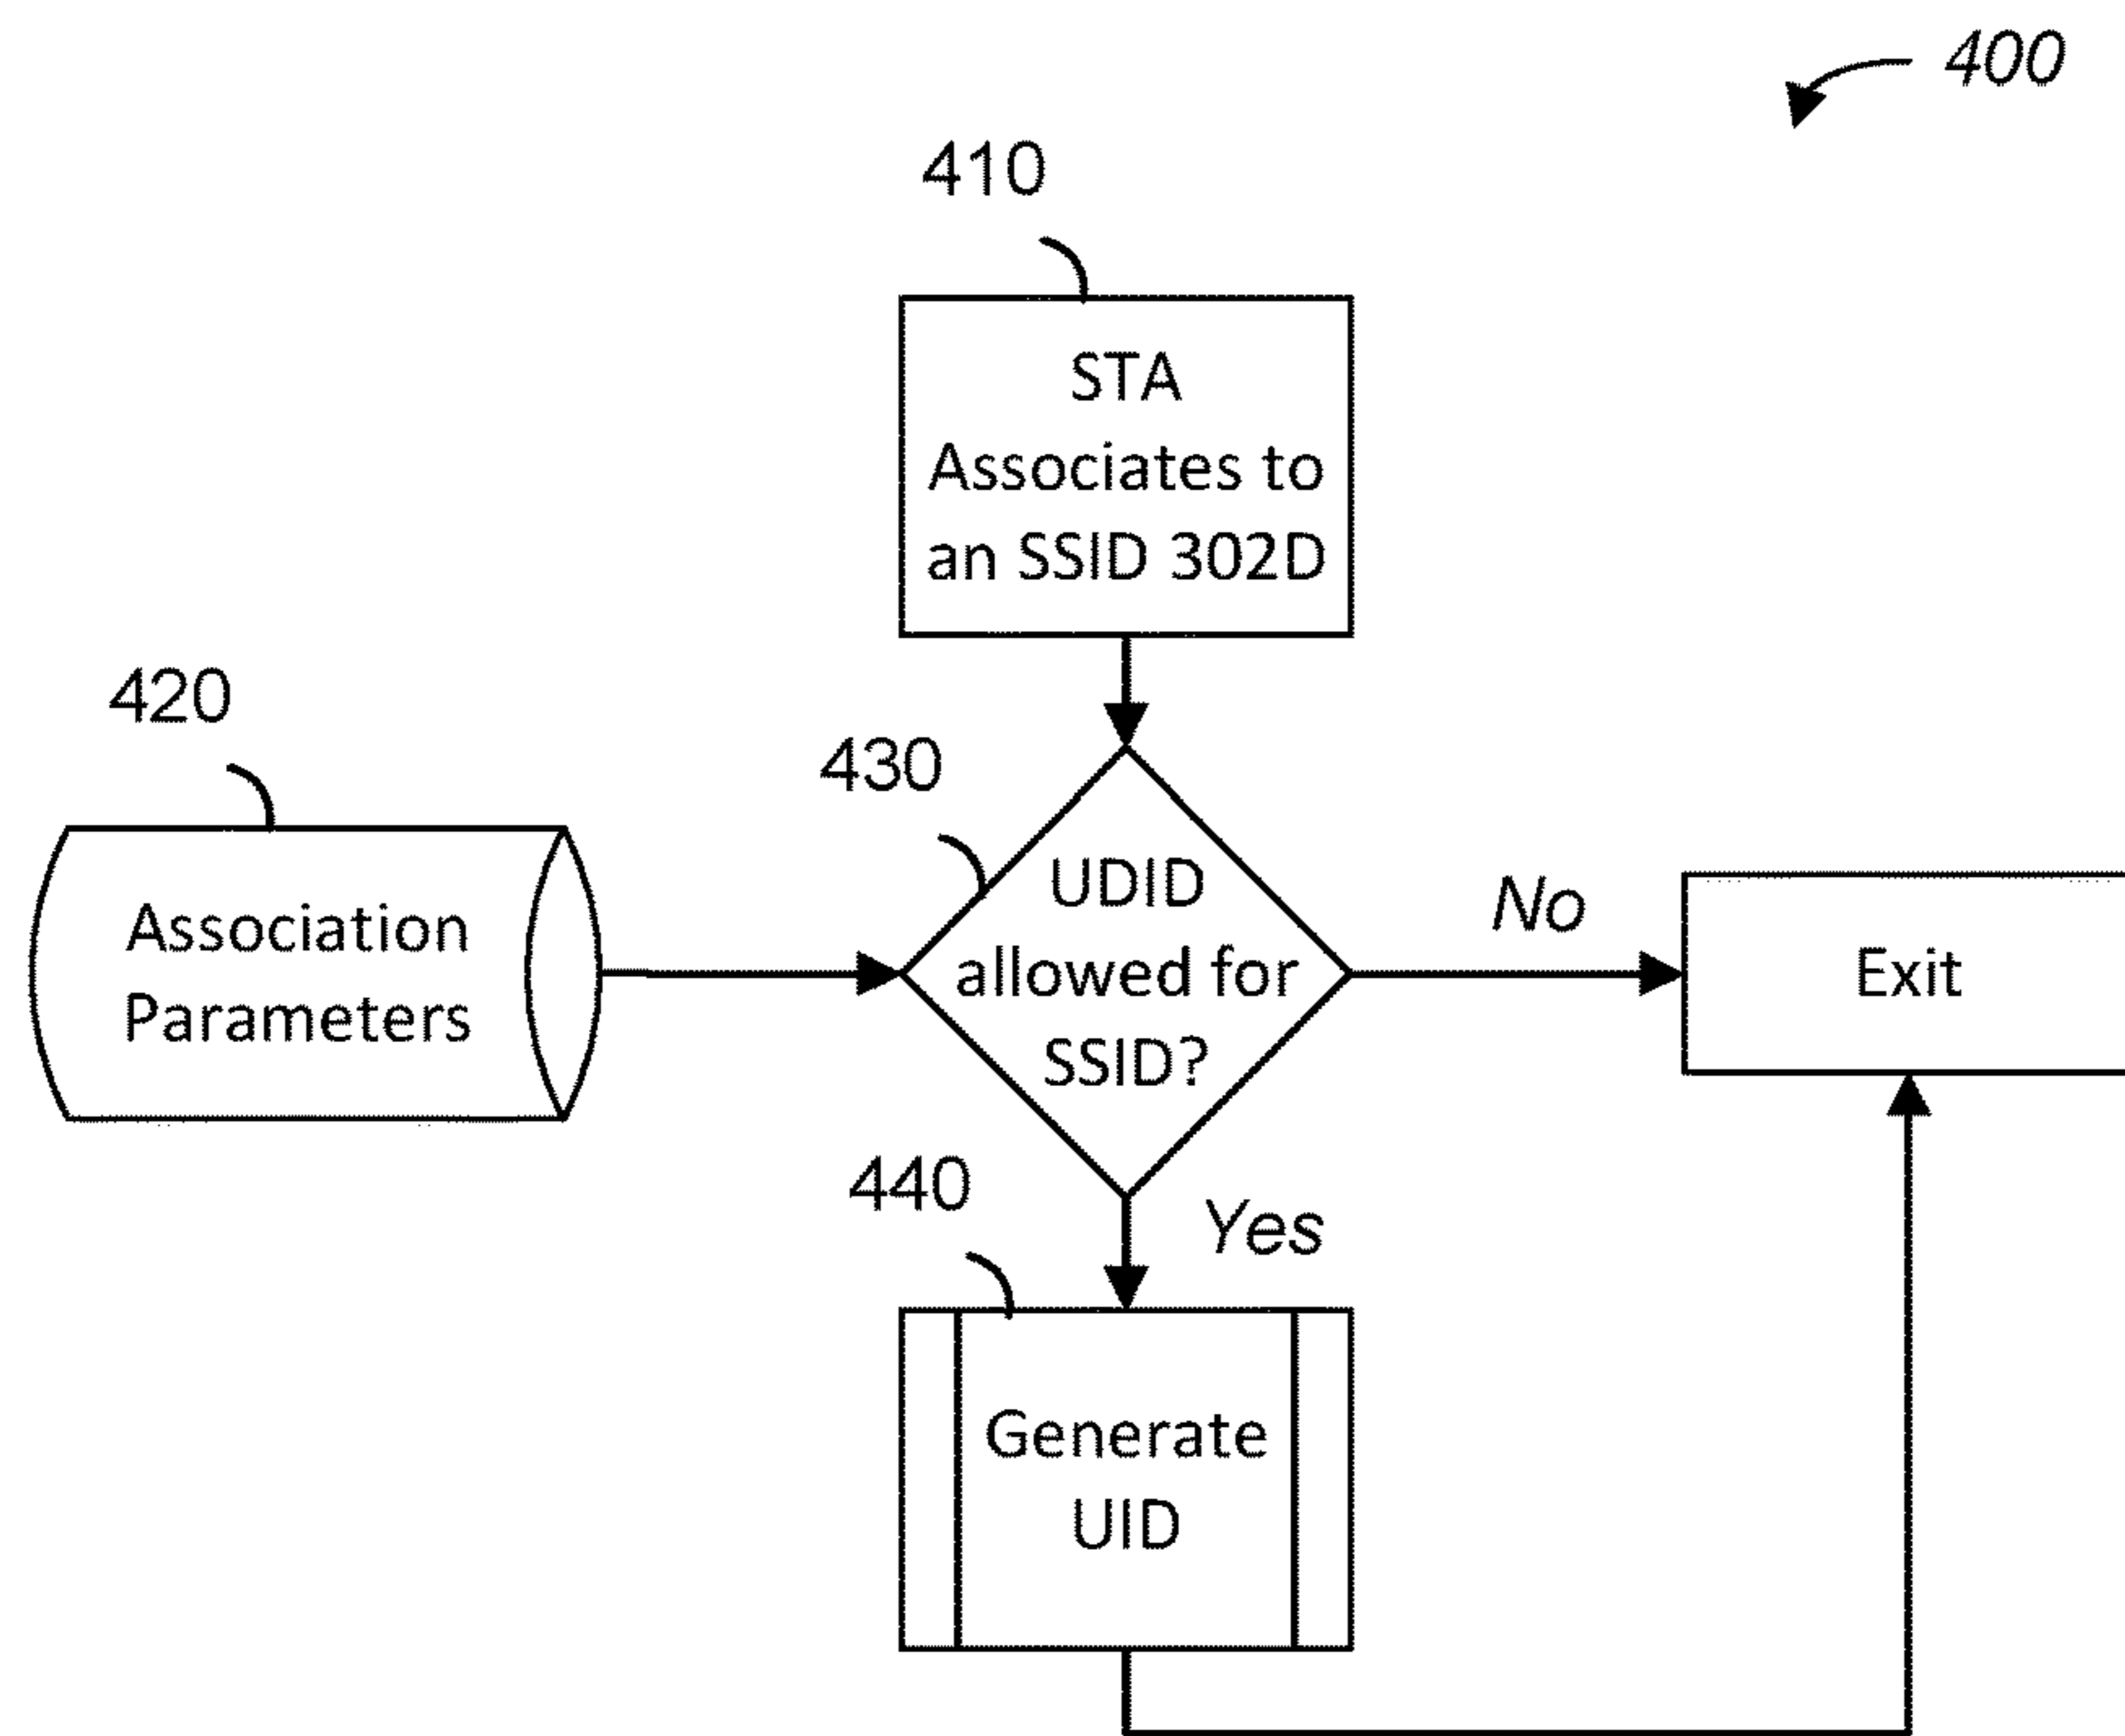 400
410
STA
Associates to
an SSID 302D
420
430
Association
Parameters
UDID
allowed for
SSID?
No
Exit
440
Yes
Generate
UID